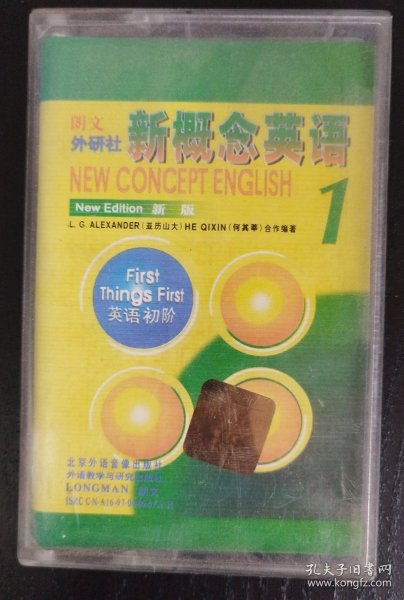 朗文
外研社
新概念英语
NEW CONCEPT ENGLISH
1
New Edition 新 版
L. G. ALEXANDER(亚历山大)HE QIXIN(何其莘)合作编著
First
Things First
英语初阶
北京外语音像出版社
外语教学与研究出版社
LONGMAN 朗文
孔夫子旧书网
www.kongfz.com